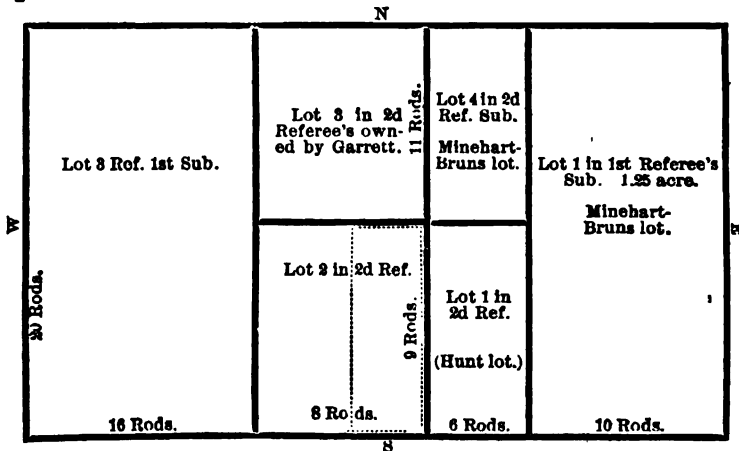 N
Lot 3 Ref. 1st Sub.
Lot 3 in 2d
Referee's own-
ed by Garrett.
11 Rods.
Lot 4 in 2d
Ref. Sub.
Minehart-
Bruns lot.
Lot 1 in 1st Referee's
Sub. 1.25 acre.
Minehart-
Bruns lot.
W
E
20 Rods.
Lot 2 in 2d Ref.
9 Rods.
Lot 1 in
2d Ref.
(Hunt lot.)
16 Rods.
8 Rods.
6 Rods.
10 Rods.
S